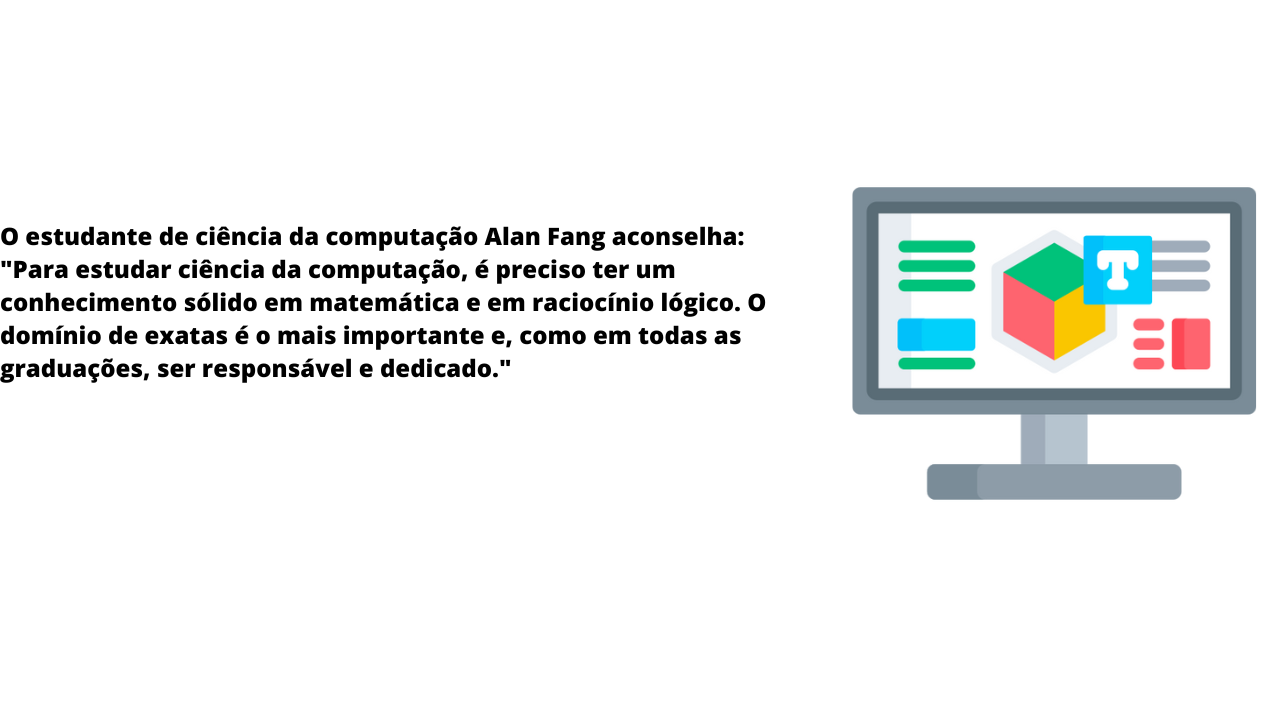 O estudante de ciência da computação Alan Fang aconselha:
"Para estudar ciência da computação, é preciso ter um
conhecimento sólido em matemática e em raciocínio lógico. O
domínio de exatas é o mais importante e, como em todas as
graduações, ser responsável e dedicado."
T